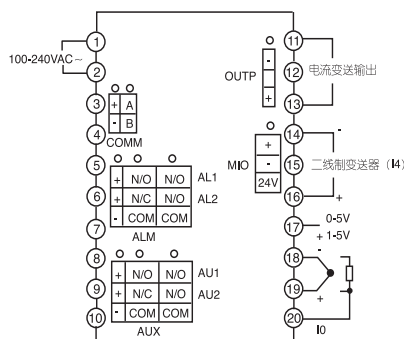 100-240VAC~
1
2
3
4
5
6
7
8
9
10
+ A
- B
COMM
+ N/O N/O AL1
+ N/C N/O AL2
- COM COM
ALM
+ N/O N/O AU1
+ N/C N/O AU2
- COM COM
AUX
OUTP
-
+
MIO
+
-
24V
11
12
13
14
15
16
17
18
19
20
电流变送输出
-
二线制变送器（I4）
+
0-5V
+ 1-5V
-
+
I0